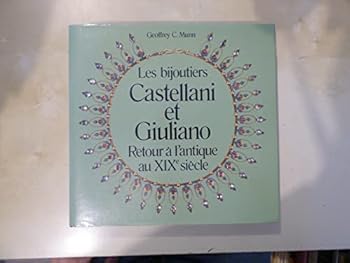 Geoffrey C. Munn
Les bijoutiers
Castellani et
Giuliano
Retour à l'antique
au XIXe siècle